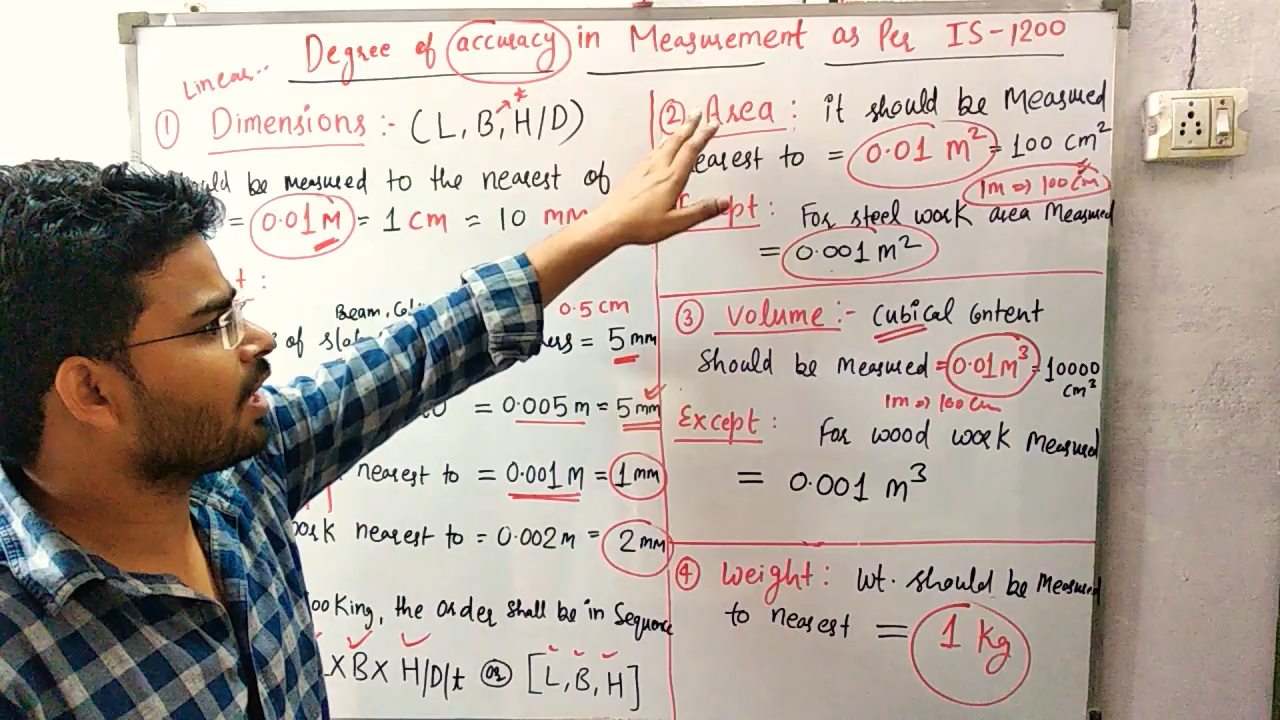 Degree of accuracy in Measurement as Per IS-1200
Linear..
① Dimensions :- (L, B, H/D)
be measured to the nearest of
= 0.01 M = 1 cm = 10 mm
t :
Beam, Col
0.5 cm
of slab = 5 mm
= 0.005 m = 5 mm
nearest to = 0.001 M = 1 mm
work nearest to = 0.002 m = 2 mm
the order shall be in Sequence
L X B X H/D/t or [L, B, H]
② Area : it should be Measured
nearest to = 0.01 m² = 100 cm²
1m => 100 cm
Except : For steel work area Measured
= 0.001 m²
③ Volume :- Cubical Content
Should be Measured = 0.01 m³ = 10000 cm³
1m => 100 cm
Except : For wood work Measured
= 0.001 m³
④ Weight : Wt. should be Measured
to nearest = 1 Kg